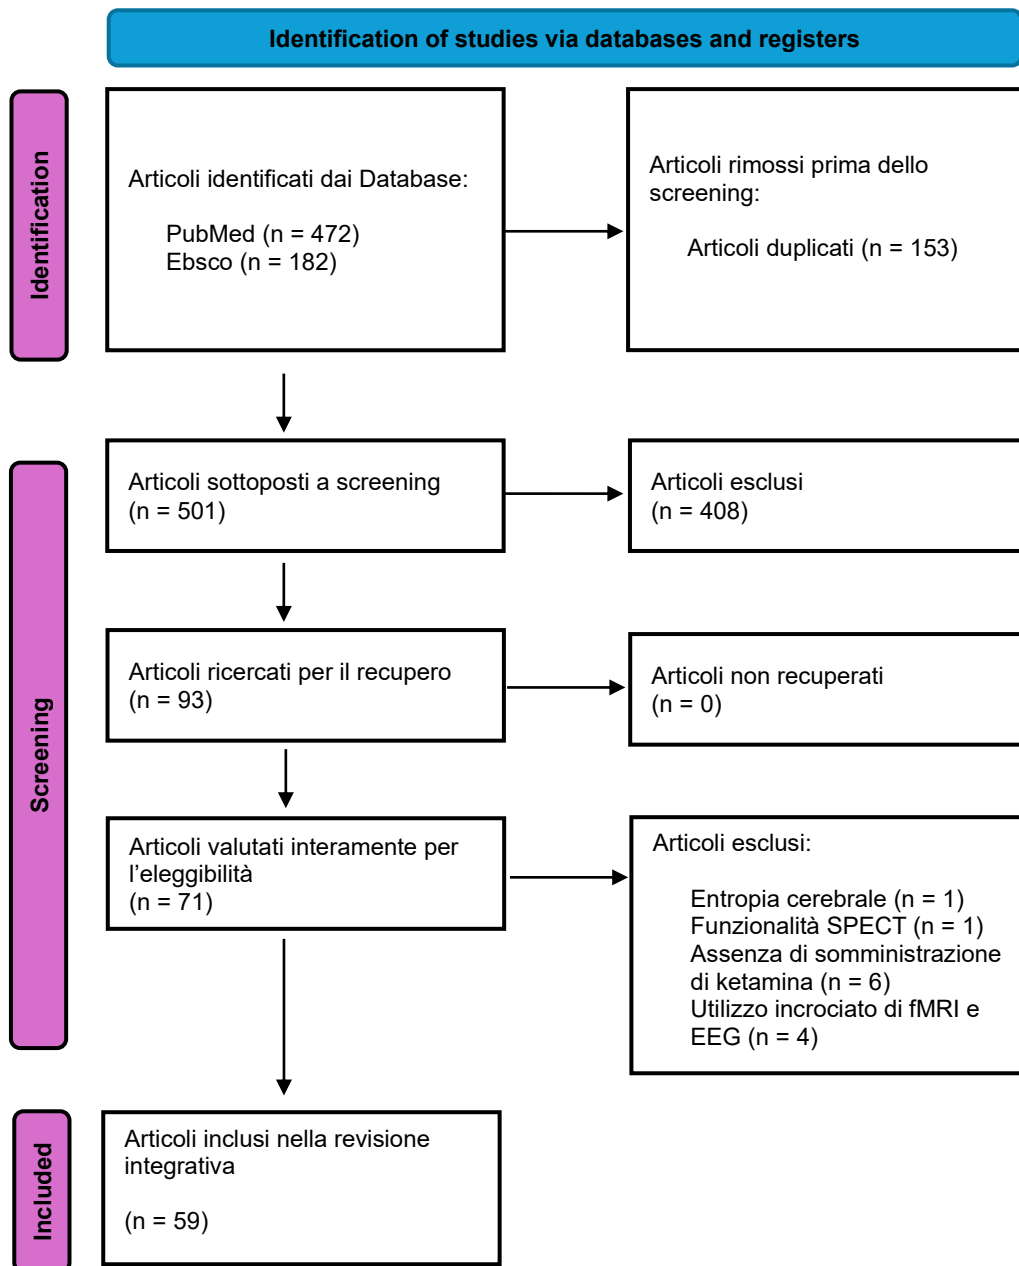 Identification of studies via databases and registers
Identification
Articoli identificati dai Database:
PubMed (n = 472)
Ebsco (n = 182)
Articoli rimossi prima dello
screening:
Articoli duplicati (n = 153)
Screening
Articoli sottoposti a screening
(n = 501)
Articoli esclusi
(n = 408)
Articoli ricercati per il recupero
(n = 93)
Articoli non recuperati
(n = 0)
Articoli valutati interamente per
l’eleggibilità
(n = 71)
Articoli esclusi:
Entropia cerebrale (n = 1)
Funzionalità SPECT (n = 1)
Assenza di somministrazione
di ketamina (n = 6)
Utilizzo incrociato di fMRI e
EEG (n = 4)
Included
Articoli inclusi nella revisione
integrativa
(n = 59)